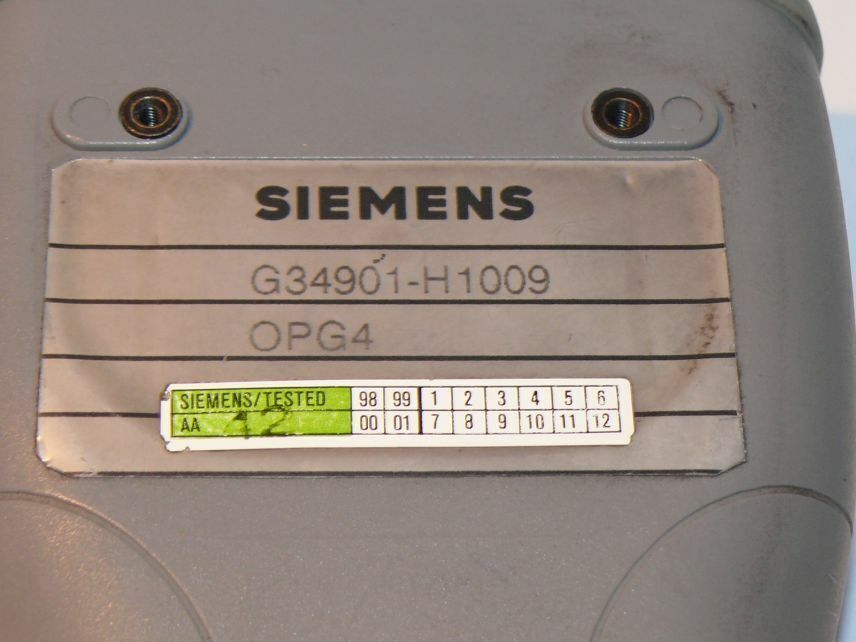 SIEMENS
G34901-H1009
OPG4
SIEMENS/TESTED 98 99 1 2 3 4 5 6
AA 42 00 01 7 8 9 10 11 12